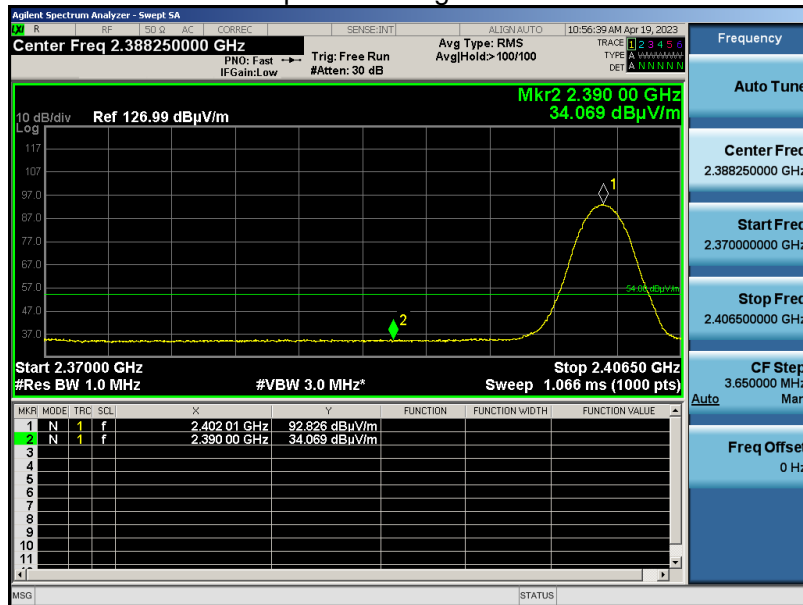 Agilent Spectrum Analyzer - Swept SA
LXI R RF 50 Ω AC CORREC SENSE:INT ALIGN AUTO 10:56:39 AM Apr 19, 2023
Center Freq 2.388250000 GHz
PNO: Fast
IFGain:Low
Trig: Free Run
#Atten: 30 dB
Avg Type: RMS
Avg|Hold:>100/100
TRACE 1 2 3 4 5 6
TYPE A WWWWWW
DET A N N N N N
Mkr2 2.390 00 GHz
34.069 dBµV/m
10 dB/div Ref 126.99 dBµV/m
Log
117
107
97.0
87.0
77.0
67.0
57.0
47.0
37.0
1
2
54.00 dBµV/m
Start 2.37000 GHz Stop 2.40650 GHz
#Res BW 1.0 MHz #VBW 3.0 MHz* Sweep 1.066 ms (1000 pts)
MKR MODE TRC SCL X Y FUNCTION FUNCTION WIDTH FUNCTION VALUE
1 N 1 f 2.402 01 GHz 92.826 dBµV/m
2 N 1 f 2.390 00 GHz 34.069 dBµV/m
3
4
5
6
7
8
9
10
11
MSG STATUS
Frequency
Auto Tune
Center Freq
2.388250000 GHz
Start Freq
2.370000000 GHz
Stop Freq
2.406500000 GHz
CF Step
3.650000 MHz
Auto Man
Freq Offset
0 Hz